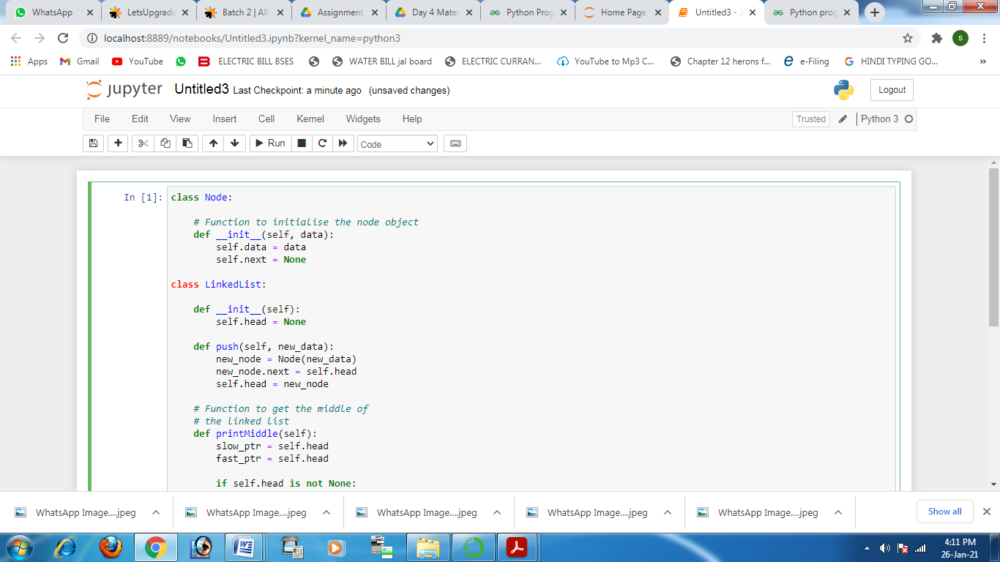 WhatsApp
LetsUpgrade
Batch 2 | All
Assignment
Day 4 Mater
Python Prog
Home Page
Untitled3 - J
Python prog
localhost:8889/notebooks/Untitled3.ipynb?kernel_name=python3
s
Apps
Gmail
YouTube
ELECTRIC BILL BSES
WATER BILL jal board
ELECTRIC CURRAN...
YouTube to Mp3 C...
Chapter 12 herons f...
e-Filing
HINDI TYPING GO...
»
jupyter Untitled3 Last Checkpoint: a minute ago (unsaved changes)
Logout
File Edit View Insert Cell Kernel Widgets Help
Trusted
Python 3
Run
Code
In [1]:
class Node:
# Function to initialise the node object
def __init__(self, data):
self.data = data
self.next = None
class LinkedList:
def __init__(self):
self.head = None
def push(self, new_data):
new_node = Node(new_data)
new_node.next = self.head
self.head = new_node
# Function to get the middle of
# the linked list
def printMiddle(self):
slow_ptr = self.head
fast_ptr = self.head
if self.head is not None:
WhatsApp Image....jpeg
WhatsApp Image....jpeg
WhatsApp Image....jpeg
WhatsApp Image....jpeg
WhatsApp Image....jpeg
Show all
4:11 PM
26-Jan-21